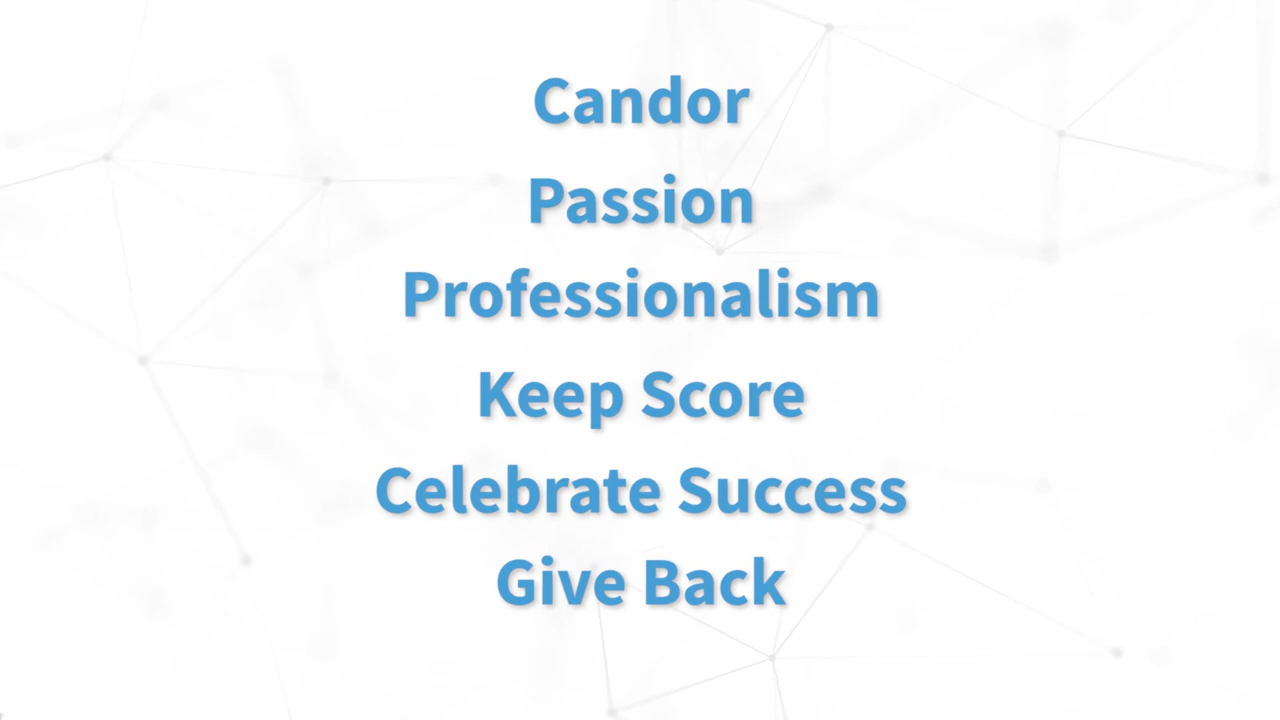 Candor
Passion
Professionalism
Keep Score
Celebrate Success
Give Back